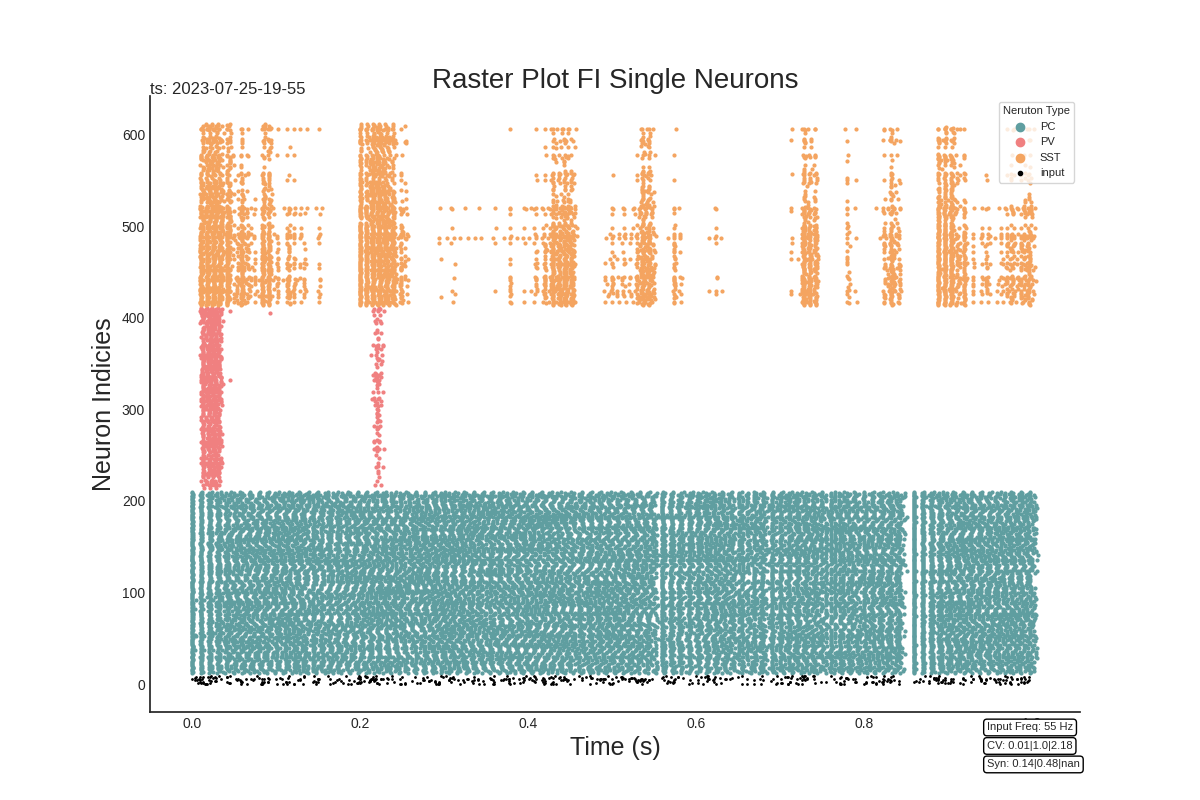 Raster Plot FI Single Neurons
ts: 2023-07-25-19-55
Neruton Type
PC
PV
SST
input
Neuron Indicies
600
500
400
300
200
100
0
0.0 0.2 0.4 0.6 0.8
Time (s)
Input Freq: 55 Hz
CV: 0.01|1.0|2.18
Syn: 0.14|0.48|nan